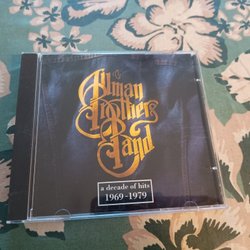 The
Allman
Brothers
Band
a decade of hits
1969-1979